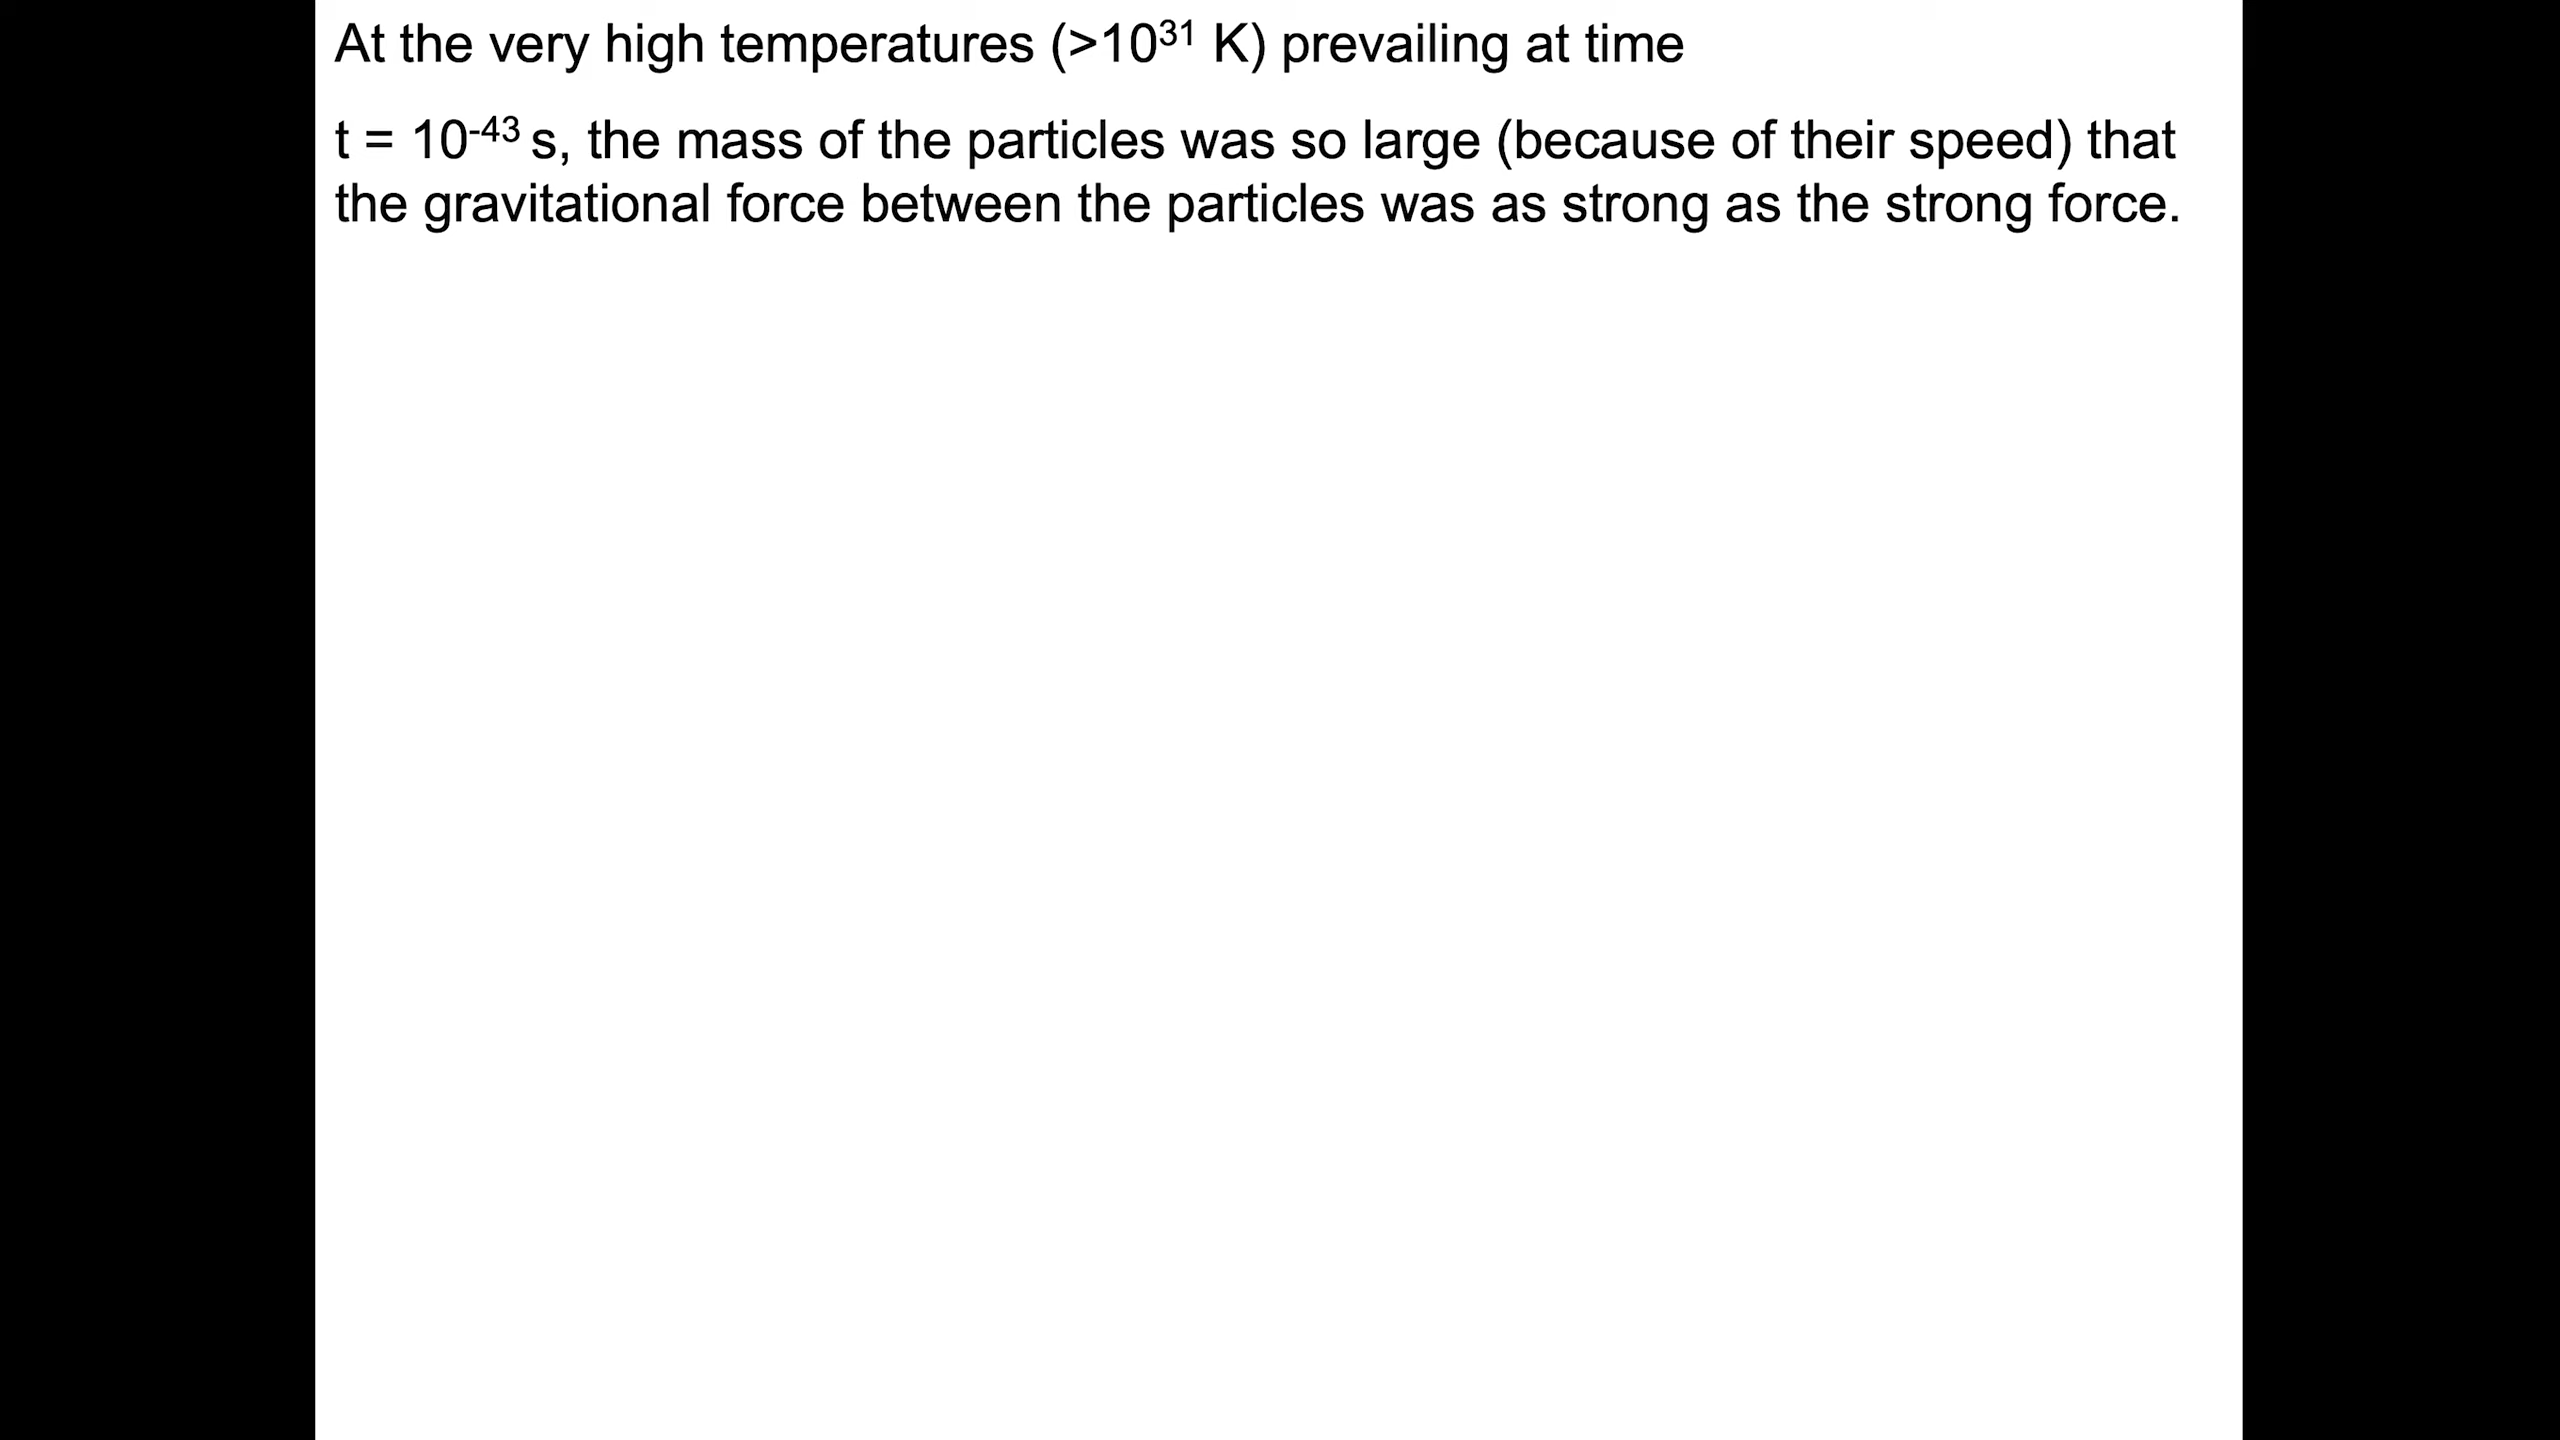 At the very high temperatures (>10³¹ K) prevailing at time
t = 10⁻⁴³ s, the mass of the particles was so large (because of their speed) that
the gravitational force between the particles was as strong as the strong force.